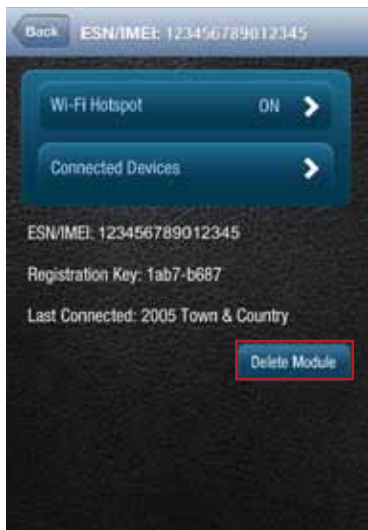 Back ESN/IMEI: 123456789012345
Wi-Fi Hotspot ON
Connected Devices
ESN/IMEI: 123456789012345
Registration Key: 1ab7-b687
Last Connected: 2005 Town & Country
Delete Module